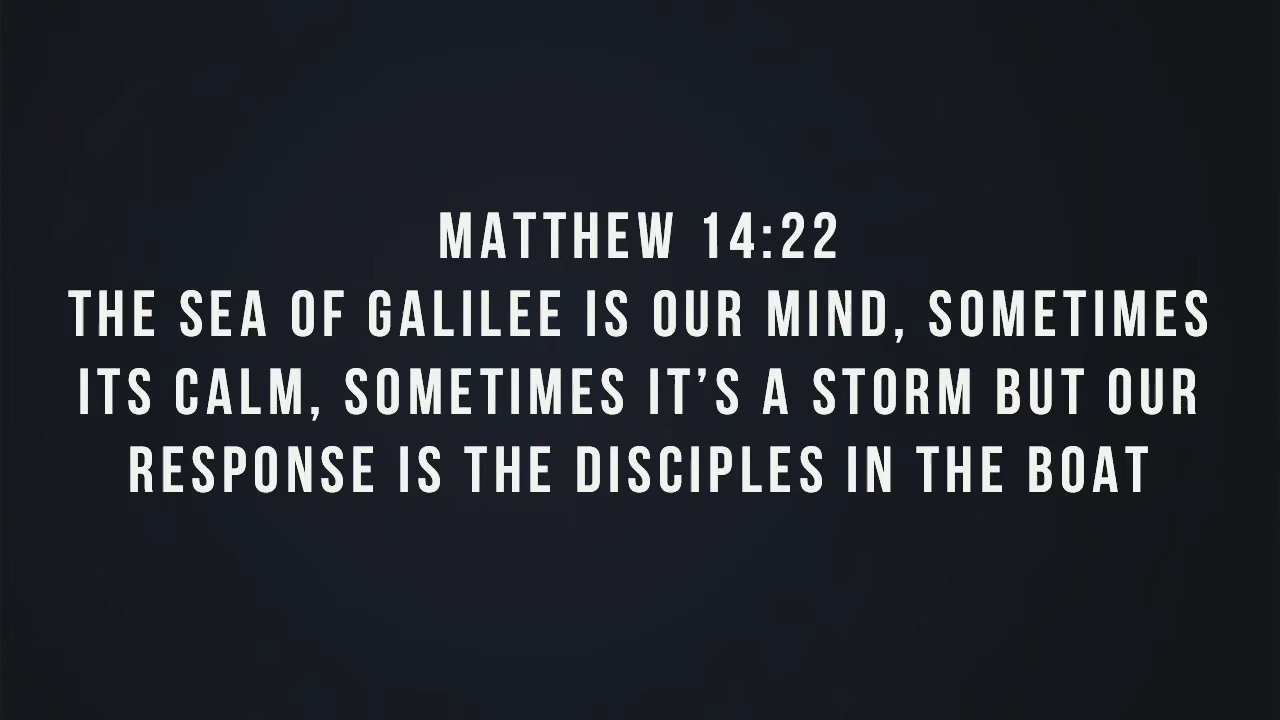 MATTHEW 14:22
THE SEA OF GALILEE IS OUR MIND, SOMETIMES
ITS CALM, SOMETIMES IT’S A STORM BUT OUR
RESPONSE IS THE DISCIPLES IN THE BOAT